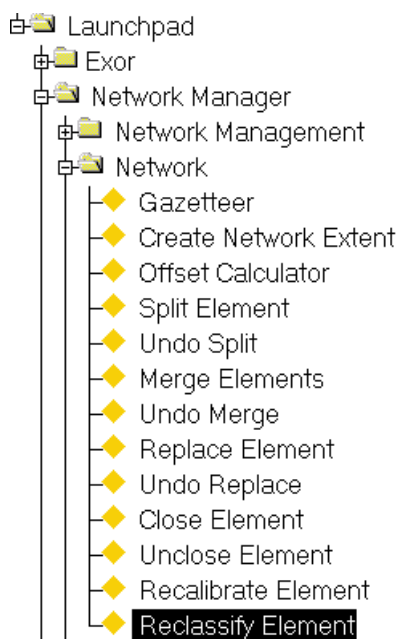 Launchpad
Exor
Network Manager
Network Management
Network
Gazetteer
Create Network Extent
Offset Calculator
Split Element
Undo Split
Merge Elements
Undo Merge
Replace Element
Undo Replace
Close Element
Unclose Element
Recalibrate Element
Reclassify Element